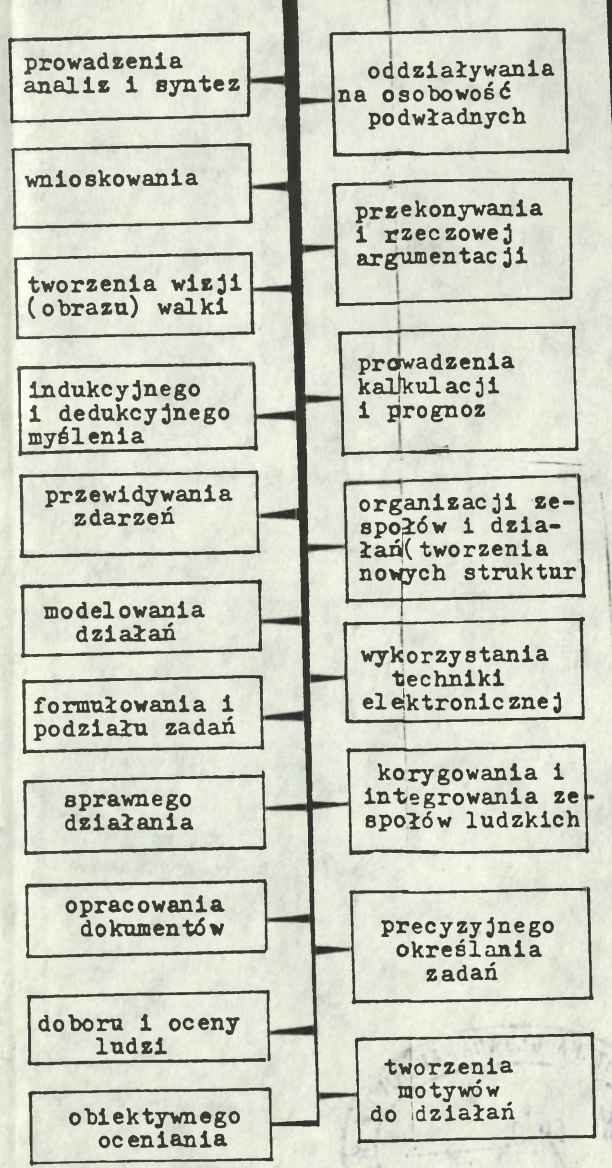 prowadzenia
analiz i syntez
wnioskowania
tworzenia wizji
(obrazu) walki
indukcyjnego
i dedukcyjnego
myślenia
przewidywania
zdarzeń
modelowania
działań
formułowania i
podziału zadań
sprawnego
działania
opracowania
dokumentów
doboru i oceny
ludzi
obiektywnego
oceniania
oddziaływania
na osobowość
podwładnych
przekonywania
i rzeczowej
argumentacji
prowadzenia
kalkulacji
i prognoz
organizacji ze-
społów i dzia-
łań(tworzenia
nowych struktur
wykorzystania
techniki
elektronicznej
korygowania i
integrowania ze-
społów ludzkich
precyzyjnego
określania
zadań
tworzenia
motywów
do działań